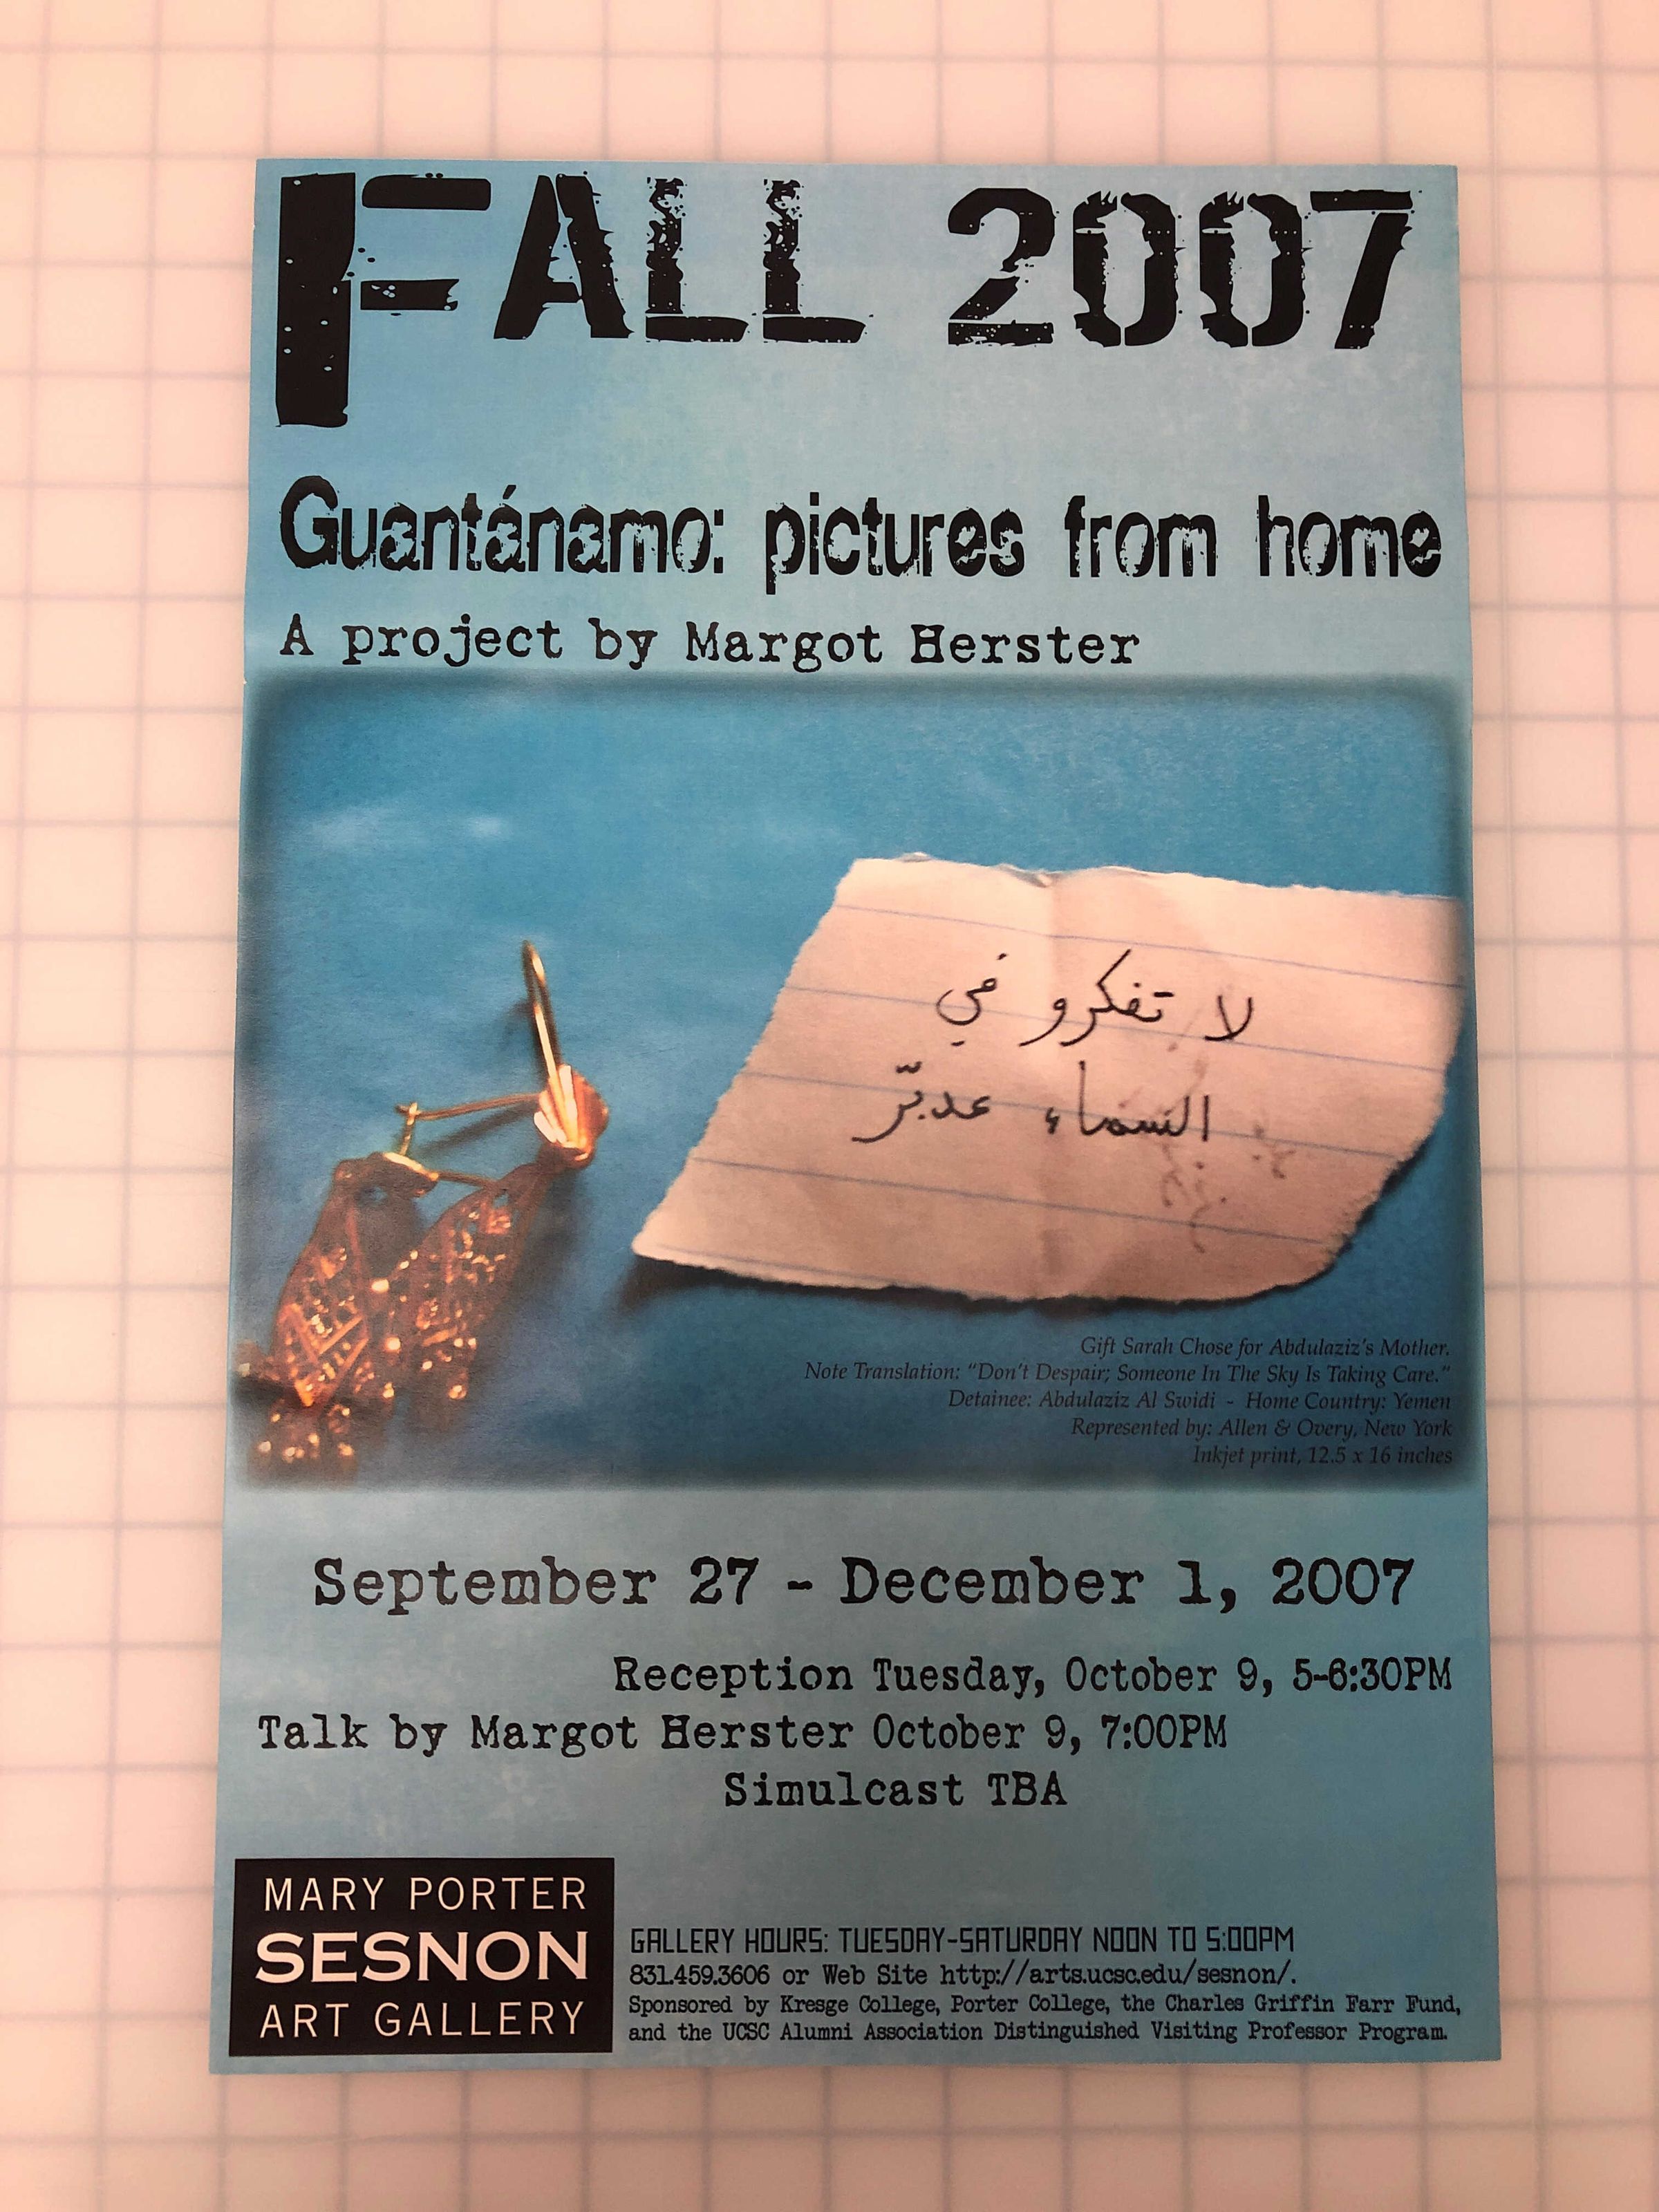 FALL 2007
Guantánamo: pictures from home
A project by Margot Herster
لا تفكرو في
السماء
Gift Sarah Chose for Abdulaziz's Mother.
Note Translation: "Don't Despair; Someone In The Sky Is Taking Care."
Detainee: Abdulaziz Al Swidi - Home Country: Yemen
Represented by: Allen & Overy, New York
Inkjet print, 12.5 x 16 inches
September 27 - December 1, 2007
Reception Tuesday, October 9, 5-6:30PM
Talk by Margot Herster October 9, 7:00PM
Simulcast TBA
MARY PORTER
SESNON
ART GALLERY
GALLERY HOURS: TUESDAY-SATURDAY NOON TO 5:00PM
831.459.3606 or Web Site http://arts.ucsc.edu/sesnon/.
Sponsored by Kresge College, Porter College, the Charles Griffin Farr Fund,
and the UCSC Alumni Association Distinguished Visiting Professor Program.